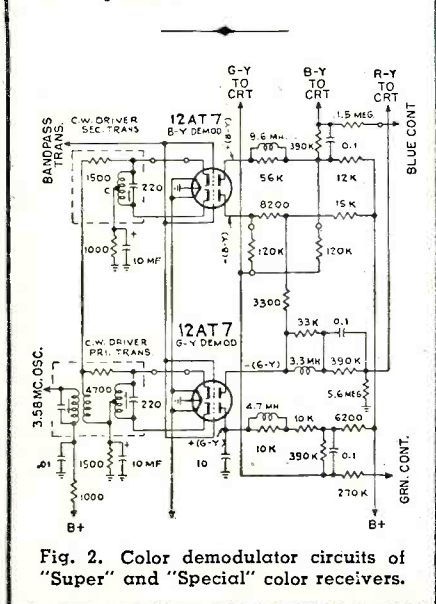 G-Y
TO
CRT
B-Y
TO
CRT
R-Y
TO
CRT
BANDPASS
TRANS.
C.W. DRIVER
SEC. TRANS
12AT7
B-Y DEMOD
+(B-Y)
9.6 MH.
390K
1.5 MEG.
0.1
BLUE CONT
1500
C
220
56K
12K
8200
15K
1000
10 MF
-(B-Y)
120K
120K
3300
C.W. DRIVER
PRI. TRANS.
12AT7
G-Y DEMOD
33K
0.1
-(G-Y)
3.3 MH
390K
3.58 MC. OSC.
4700
220
5.6 MEG
4.7 MH
+(G-Y)
10K
10K
6200
.01
1500
10 MF
10
390K
0.1
1000
270K
GRN. CONT.
B+
B+
Fig. 2. Color demodulator circuits of
"Super" and "Special" color receivers.